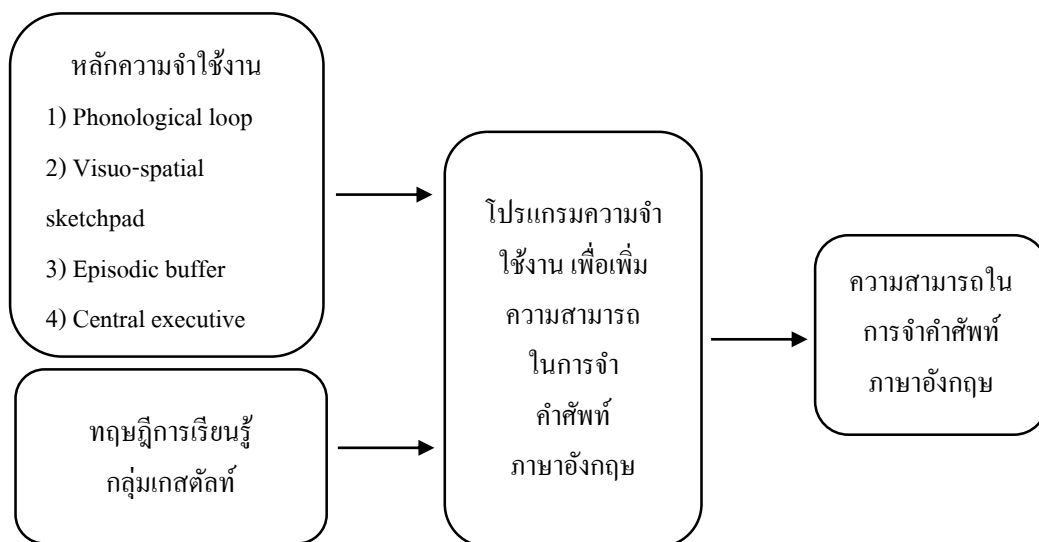 หลักความจำใช้งาน
1) Phonological loop
2) Visuo-spatial
sketchpad
3) Episodic buffer
4) Central executive
ทฤษฎีการเรียนรู้
กลุ่มเกสตัลท์
โปรแกรมความจำ
ใช้งาน เพื่อเพิ่ม
ความสามารถ
ในการจำ
คำศัพท์
ภาษาอังกฤษ
ความสามารถใน
การจำคำศัพท์
ภาษาอังกฤษ